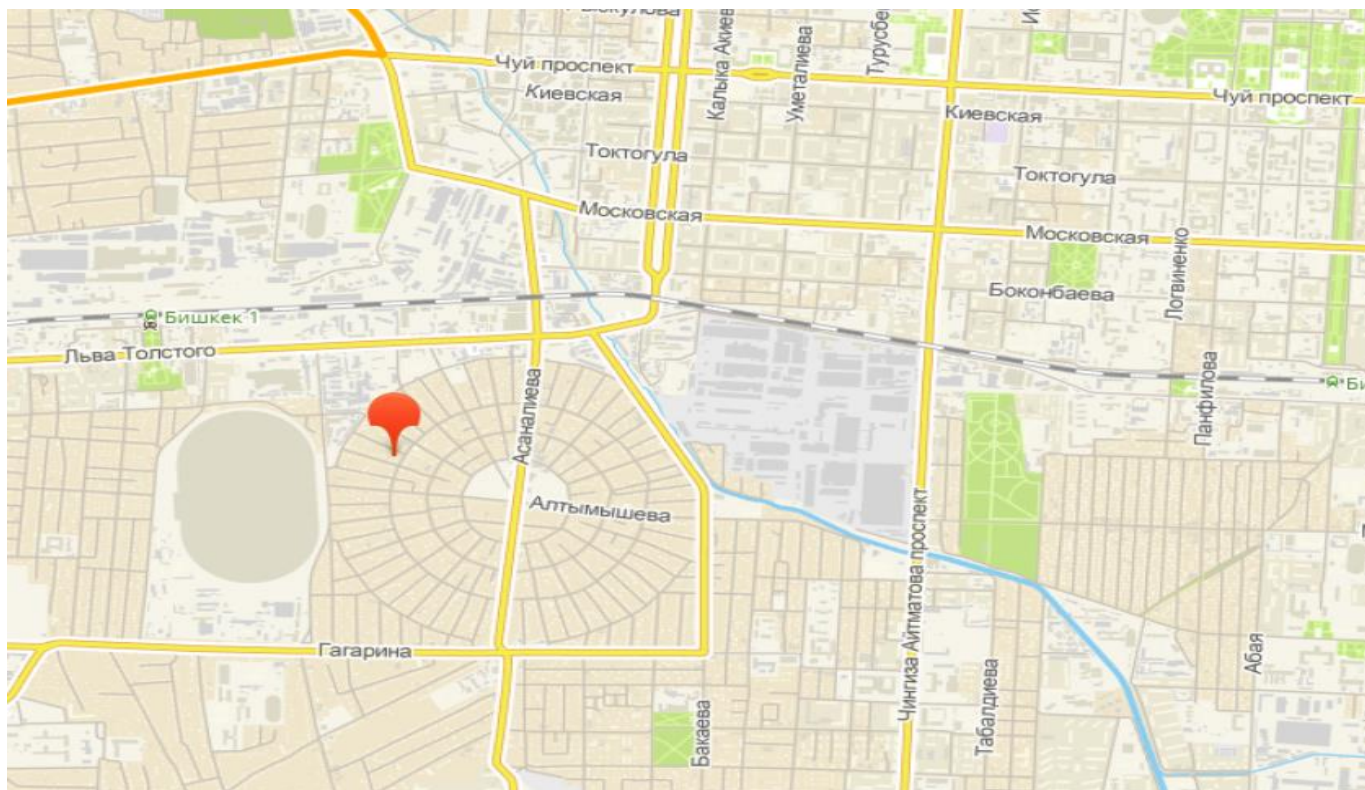 Калыка Акиева
Уметалиева
Чуй проспект
Чуй проспект
Киевская
Киевская
Токтогула
Токтогула
Московская
Московская
Логвиненко
Боконбаева
Бишкек 1
Льва Толстого
Панфилова
Асаналиева
Алтымышева
Чингиза Айтматова проспект
Гагарина
Абая
Табалдиева
Бакаева